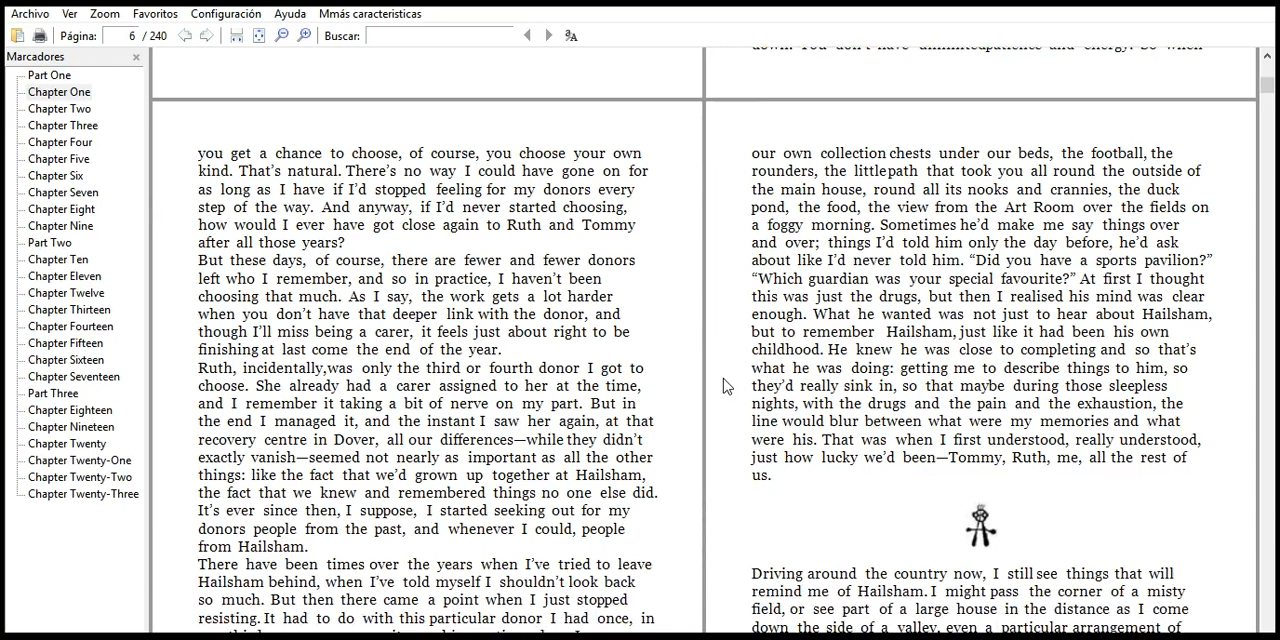 Archivo Ver Zoom Favoritos Configuración Ayuda Mmás caracteristicas
Página: 6 / 240 Buscar:
Marcadores
Part One
Chapter One
Chapter Two
Chapter Three
Chapter Four
Chapter Five
Chapter Six
Chapter Seven
Chapter Eight
Chapter Nine
Part Two
Chapter Ten
Chapter Eleven
Chapter Twelve
Chapter Thirteen
Chapter Fourteen
Chapter Fifteen
Chapter Sixteen
Chapter Seventeen
Part Three
Chapter Eighteen
Chapter Nineteen
Chapter Twenty
Chapter Twenty-One
Chapter Twenty-Two
Chapter Twenty-Three
you get a chance to choose, of course, you choose your own
kind. That’s natural. There’s no way I could have gone on for
as long as I have if I’d stopped feeling for my donors every
step of the way. And anyway, if I’d never started choosing,
how would I ever have got close again to Ruth and Tommy
after all those years?
But these days, of course, there are fewer and fewer donors
left who I remember, and so in practice, I haven’t been
choosing that much. As I say, the work gets a lot harder
when you don’t have that deeper link with the donor, and
though I’ll miss being a carer, it feels just about right to be
finishing at last come the end of the year.
Ruth, incidentally,was only the third or fourth donor I got to
choose. She already had a carer assigned to her at the time,
and I remember it taking a bit of nerve on my part. But in
the end I managed it, and the instant I saw her again, at that
recovery centre in Dover, all our differences—while they didn’t
exactly vanish—seemed not nearly as important as all the other
things: like the fact that we’d grown up together at Hailsham,
the fact that we knew and remembered things no one else did.
It’s ever since then, I suppose, I started seeking out for my
donors people from the past, and whenever I could, people
from Hailsham.
There have been times over the years when I’ve tried to leave
Hailsham behind, when I’ve told myself I shouldn’t look back
so much. But then there came a point when I just stopped
resisting. It had to do with this particular donor I had once, in
down. You don’t have unlimitedpatience and energy. So when
our own collection chests under our beds, the football, the
rounders, the littlepath that took you all round the outside of
the main house, round all its nooks and crannies, the duck
pond, the food, the view from the Art Room over the fields on
a foggy morning. Sometimes he’d make me say things over
and over; things I’d told him only the day before, he’d ask
about like I’d never told him. “Did you have a sports pavilion?”
“Which guardian was your special favourite?” At first I thought
this was just the drugs, but then I realised his mind was clear
enough. What he wanted was not just to hear about Hailsham,
but to remember Hailsham, just like it had been his own
childhood. He knew he was close to completing and so that’s
what he was doing: getting me to describe things to him, so
they’d really sink in, so that maybe during those sleepless
nights, with the drugs and the pain and the exhaustion, the
line would blur between what were my memories and what
were his. That was when I first understood, really understood,
just how lucky we’d been—Tommy, Ruth, me, all the rest of
us.
Driving around the country now, I still see things that will
remind me of Hailsham. I might pass the corner of a misty
field, or see part of a large house in the distance as I come
down the side of a valley, even a particular arrangement of